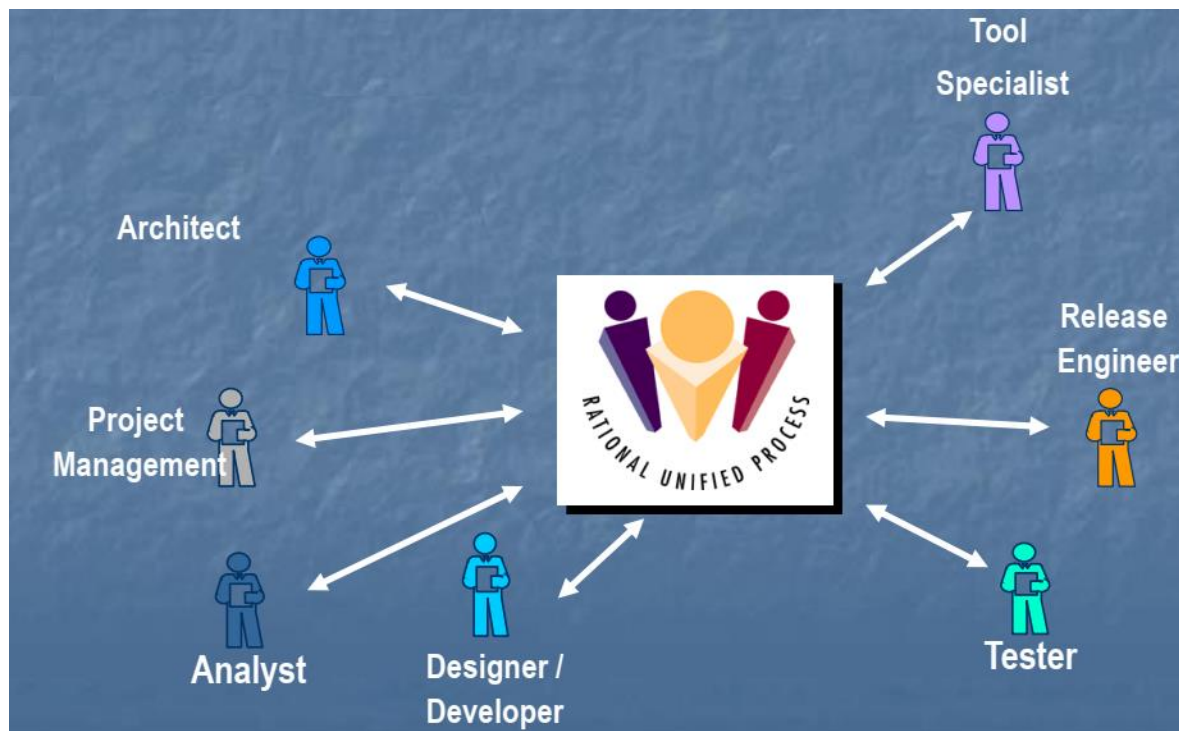 Tool
Specialist
Architect
Release
Engineer
Project
Management
RATIONAL UNIFIED PROCESS
Analyst
Designer /
Developer
Tester